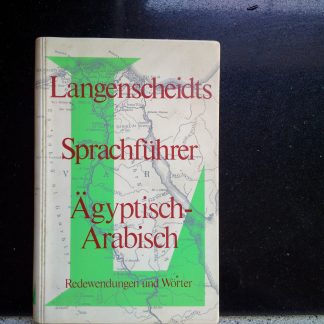 Langenscheidts
Sprachführer
Ägyptisch-
Arabisch
Redewendungen und Wörter